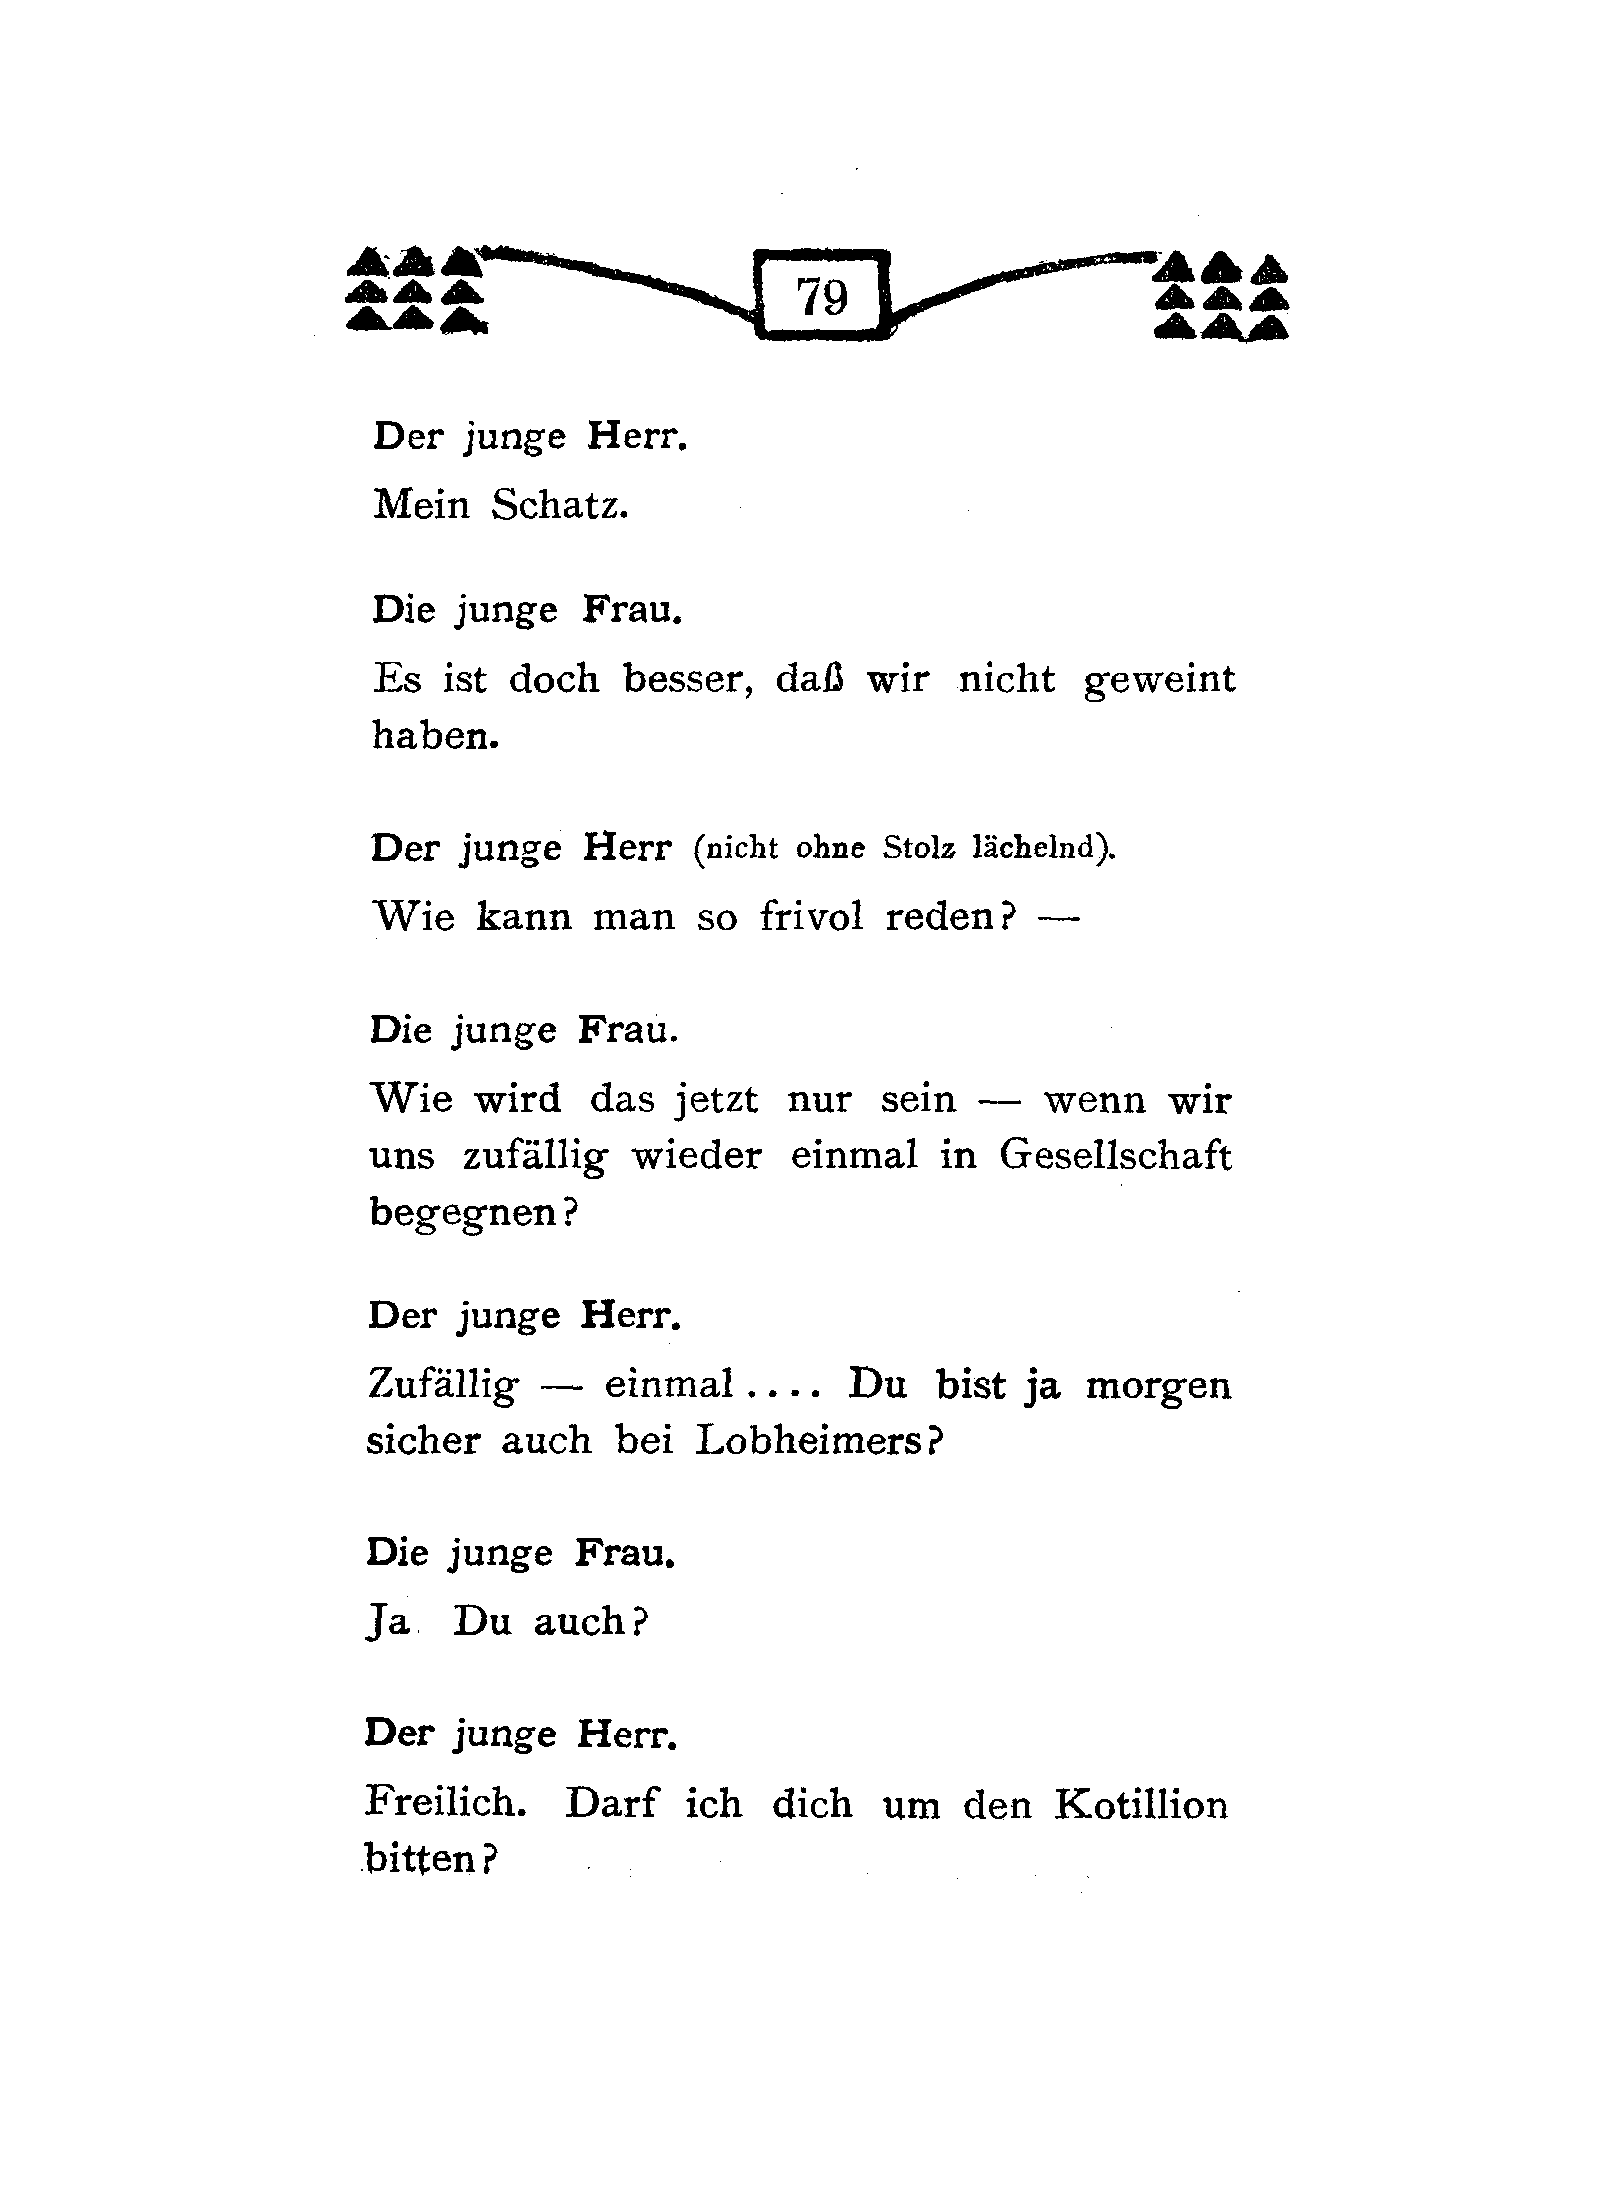 79
Der junge Herr.
Mein Schatz.
Die junge Frau.
Es ist doch besser, daß wir nicht geweint
haben.
Der junge Herr (nicht ohne Stolz lächelnd).
Wie kann man so frivol reden? —
Die junge Frau.
Wie wird das jetzt nur sein — wenn wir
uns zufällig wieder einmal in Gesellschaft
begegnen?
Der junge Herr.
Zufällig — einmal .... Du bist ja morgen
sicher auch bei Lobheimers?
Die junge Frau.
Ja. Du auch?
Der junge Herr.
Freilich. Darf ich dich um den Kotillion
bitten?